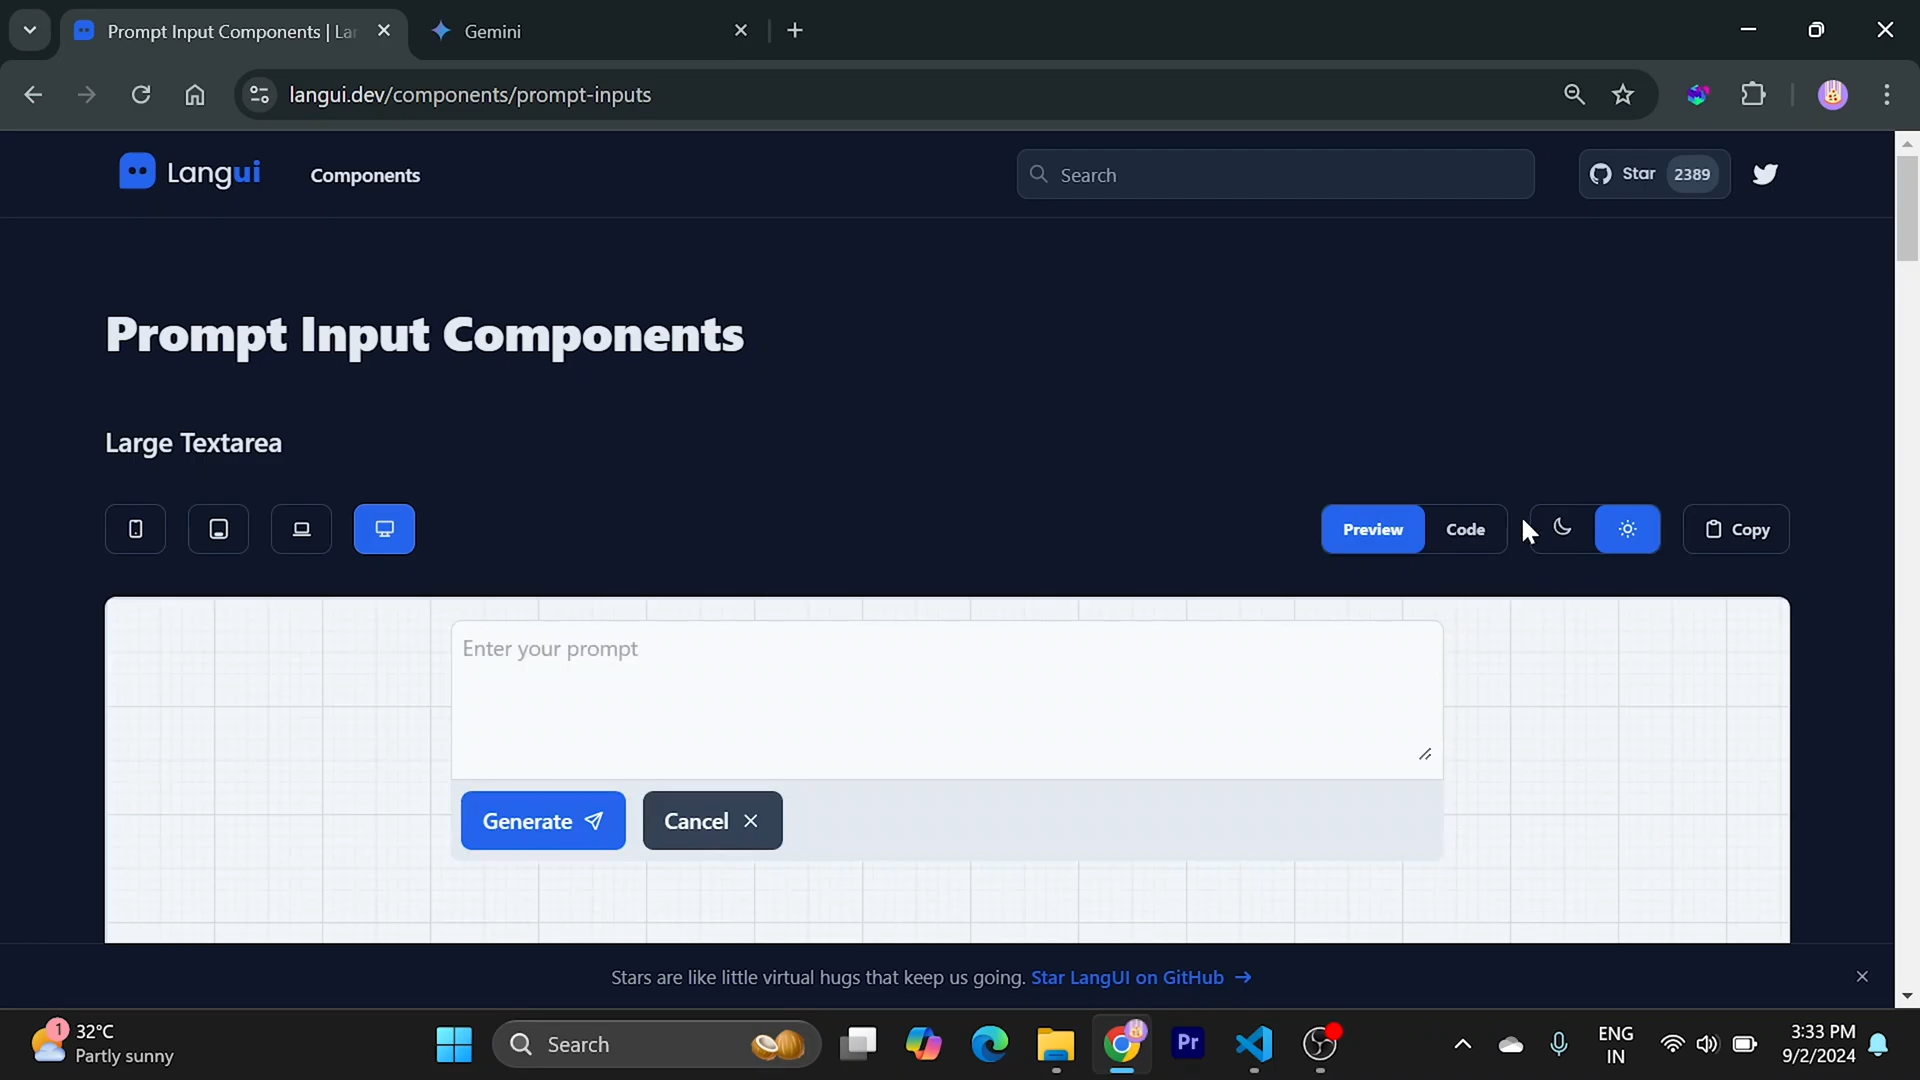 Prompt Input Components | Lar
Gemini
langui.dev/components/prompt-inputs
Langui
Components
Search
Star 2389
Prompt Input Components
Large Textarea
Preview
Code
Copy
Enter your prompt
Generate
Cancel
Stars are like little virtual hugs that keep us going. Star LangUI on GitHub →
1
32°C
Partly sunny
Search
Pr
ENG
IN
3:33 PM
9/2/2024